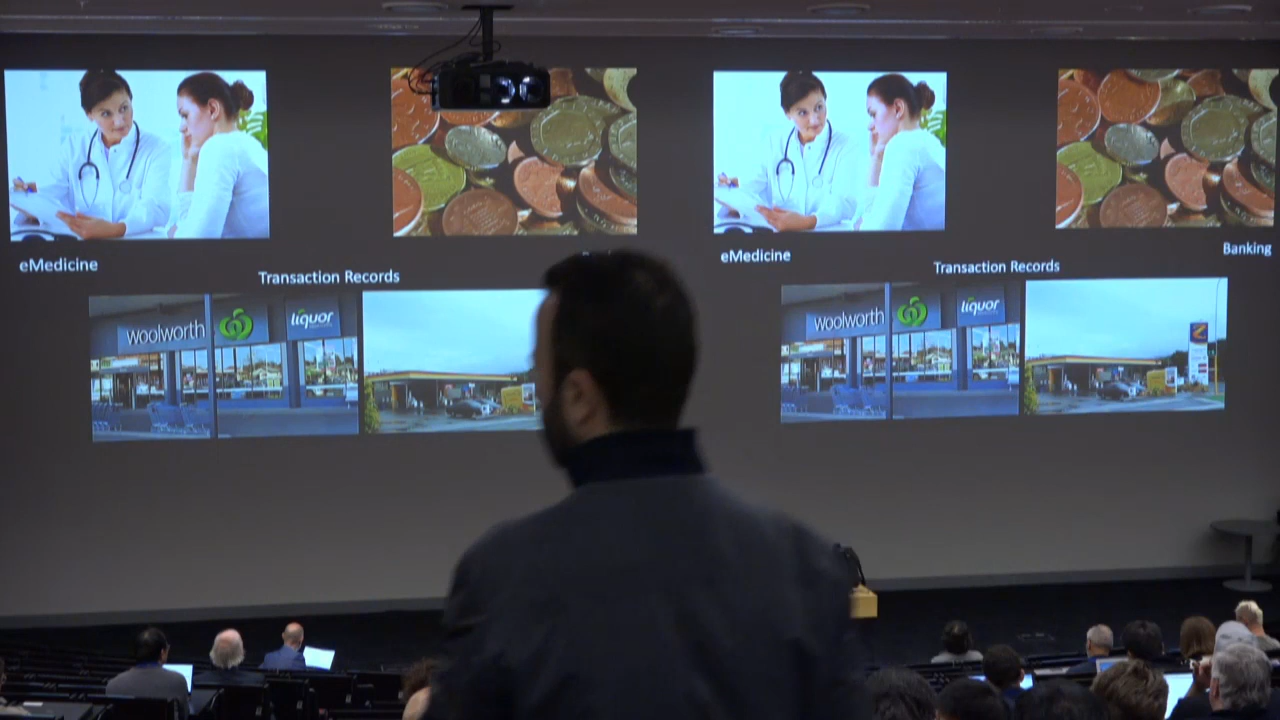 eMedicine
Transaction Records
woolworth
liquor
eMedicine
Banking
Transaction Records
woolworth
liquor